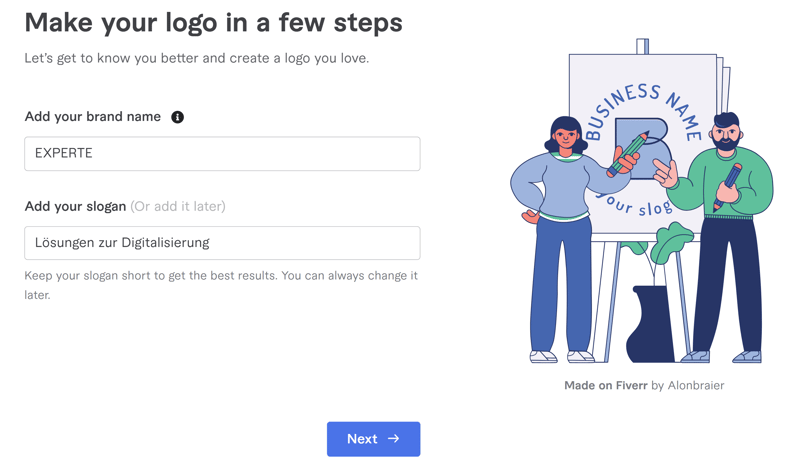 Make your logo in a few steps
Let's get to know you better and create a logo you love.
Add your brand name
EXPERTE
Add your slogan (Or add it later)
Lösungen zur Digitalisierung
Keep your slogan short to get the best results. You can always change it
later.
Next →
BUSINESS NAME
B
your slog
Made on Fiverr by Alonbraier